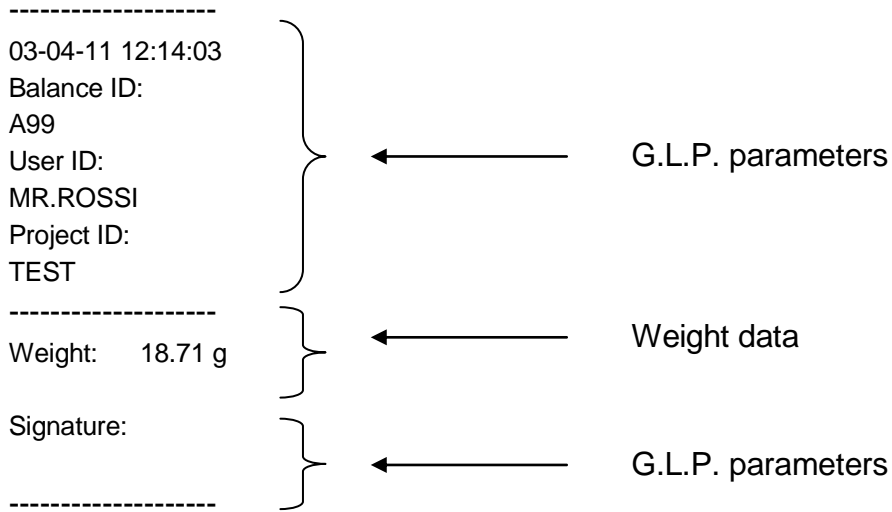 --------------------
03-04-11 12:14:03
Balance ID:
A99
User ID:
MR.ROSSI
Project ID:
TEST
G.L.P. parameters
--------------------
Weight: 18.71 g
Weight data
Signature:
G.L.P. parameters
--------------------